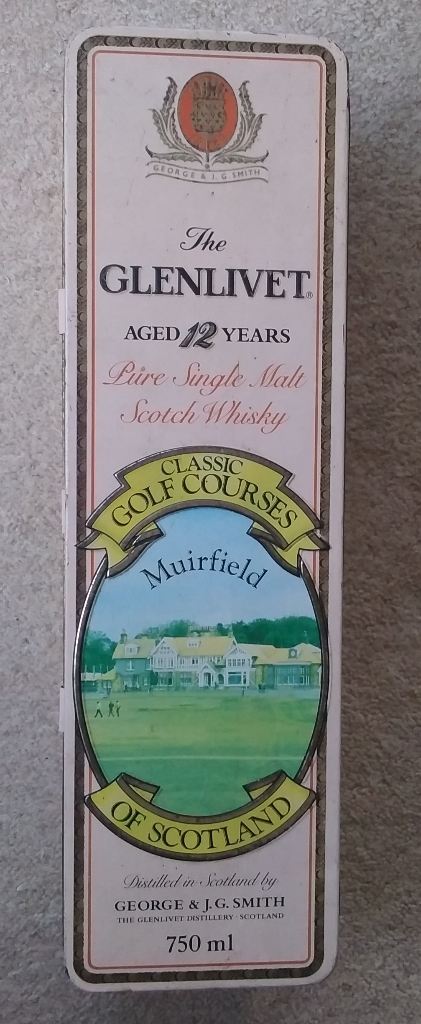 GEORGE & J.G. SMITH
The
GLENLIVET®
AGED 12 YEARS
Pure Single Malt
Scotch Whisky
CLASSIC
GOLF COURSES
Muirfield
OF SCOTLAND
Distilled in Scotland by
GEORGE & J.G. SMITH
THE GLENLIVET DISTILLERY · SCOTLAND
750 ml